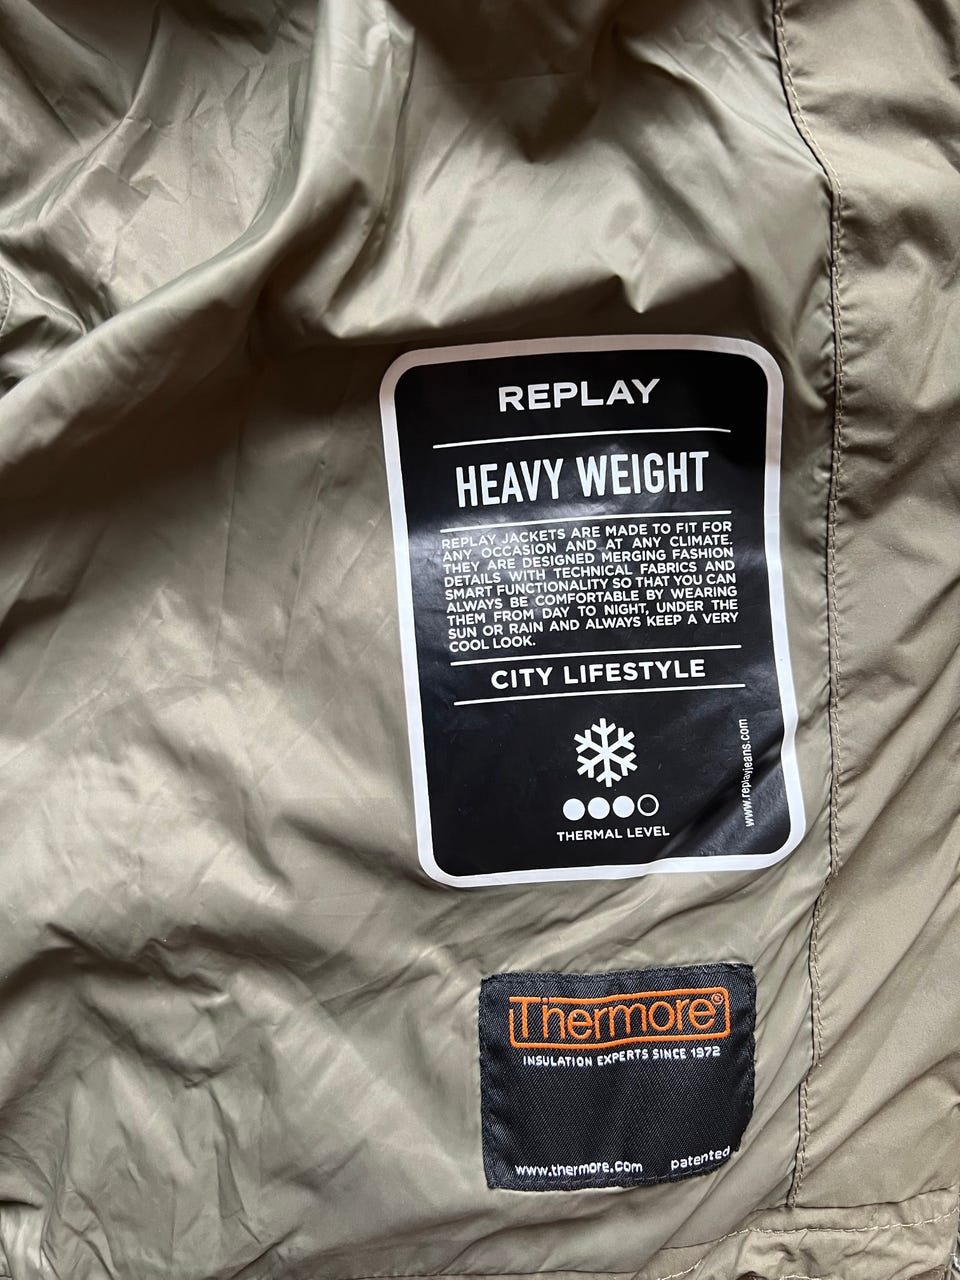 REPLAY
HEAVY WEIGHT
REPLAY JACKETS ARE MADE TO FIT FOR
ANY OCCASION AND AT ANY CLIMATE.
THEY ARE DESIGNED MERGING FASHION
DETAILS WITH TECHNICAL FABRICS AND
SMART FUNCTIONALITY SO THAT YOU CAN
ALWAYS BE COMFORTABLE BY WEARING
THEM FROM DAY TO NIGHT, UNDER THE
SUN OR RAIN AND ALWAYS KEEP A VERY
COOL LOOK.
CITY LIFESTYLE
THERMAL LEVEL
www.replayjeans.com
Thermore®
INSULATION EXPERTS SINCE 1972
www.thermore.com patented